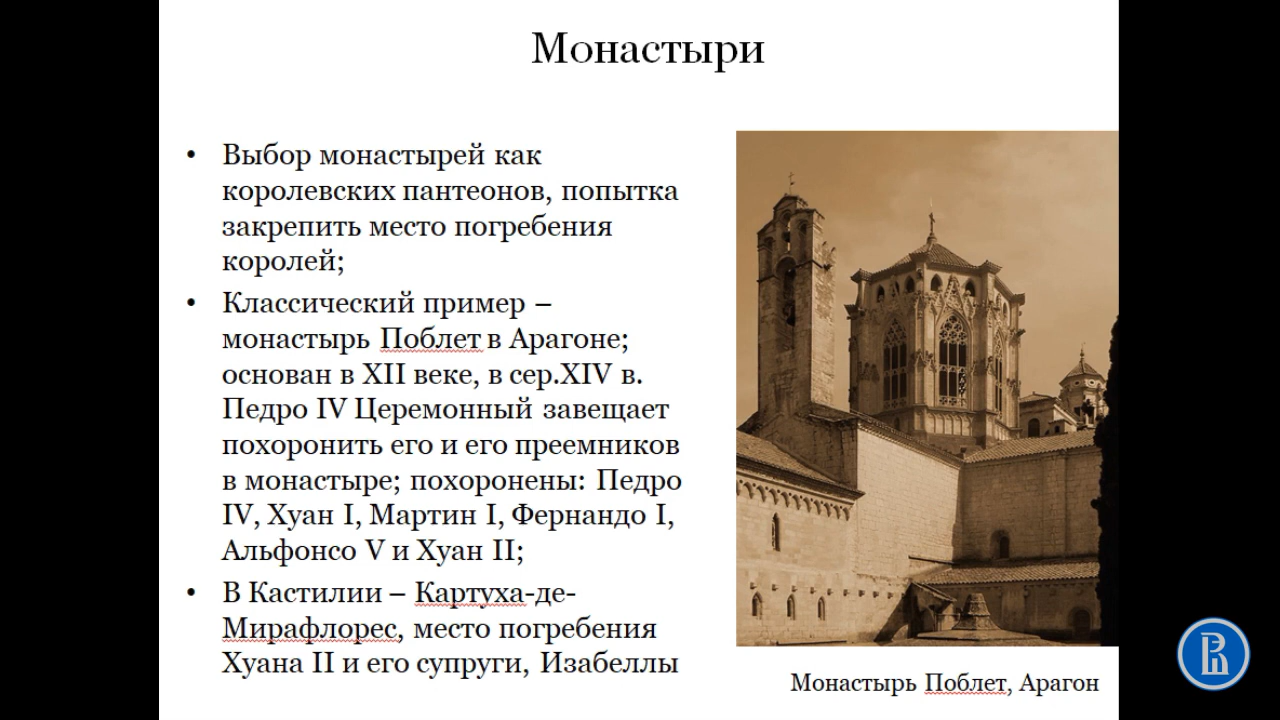 Монастыри
• Выбор монастырей как
королевских пантеонов, попытка
закрепить место погребения
королей;
• Классический пример –
монастырь Поблет в Арагоне;
основан в XII веке, в сер.XIV в.
Педро IV Церемонный завещает
похоронить его и его преемников
в монастыре; похоронены: Педро
IV, Хуан I, Мартин I, Фернандо I,
Альфонсо V и Хуан II;
• В Кастилии – Картуха-де-
Мирафлорес, место погребения
Хуана II и его супруги, Изабеллы
Монастырь Поблет, Арагон